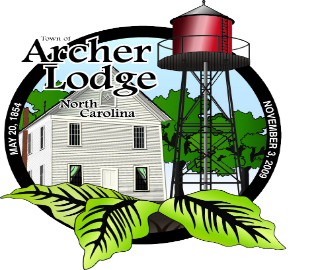 Town of
Archer
Lodge
North
Carolina
MAY 20, 1854
NOVEMBER 3, 2009